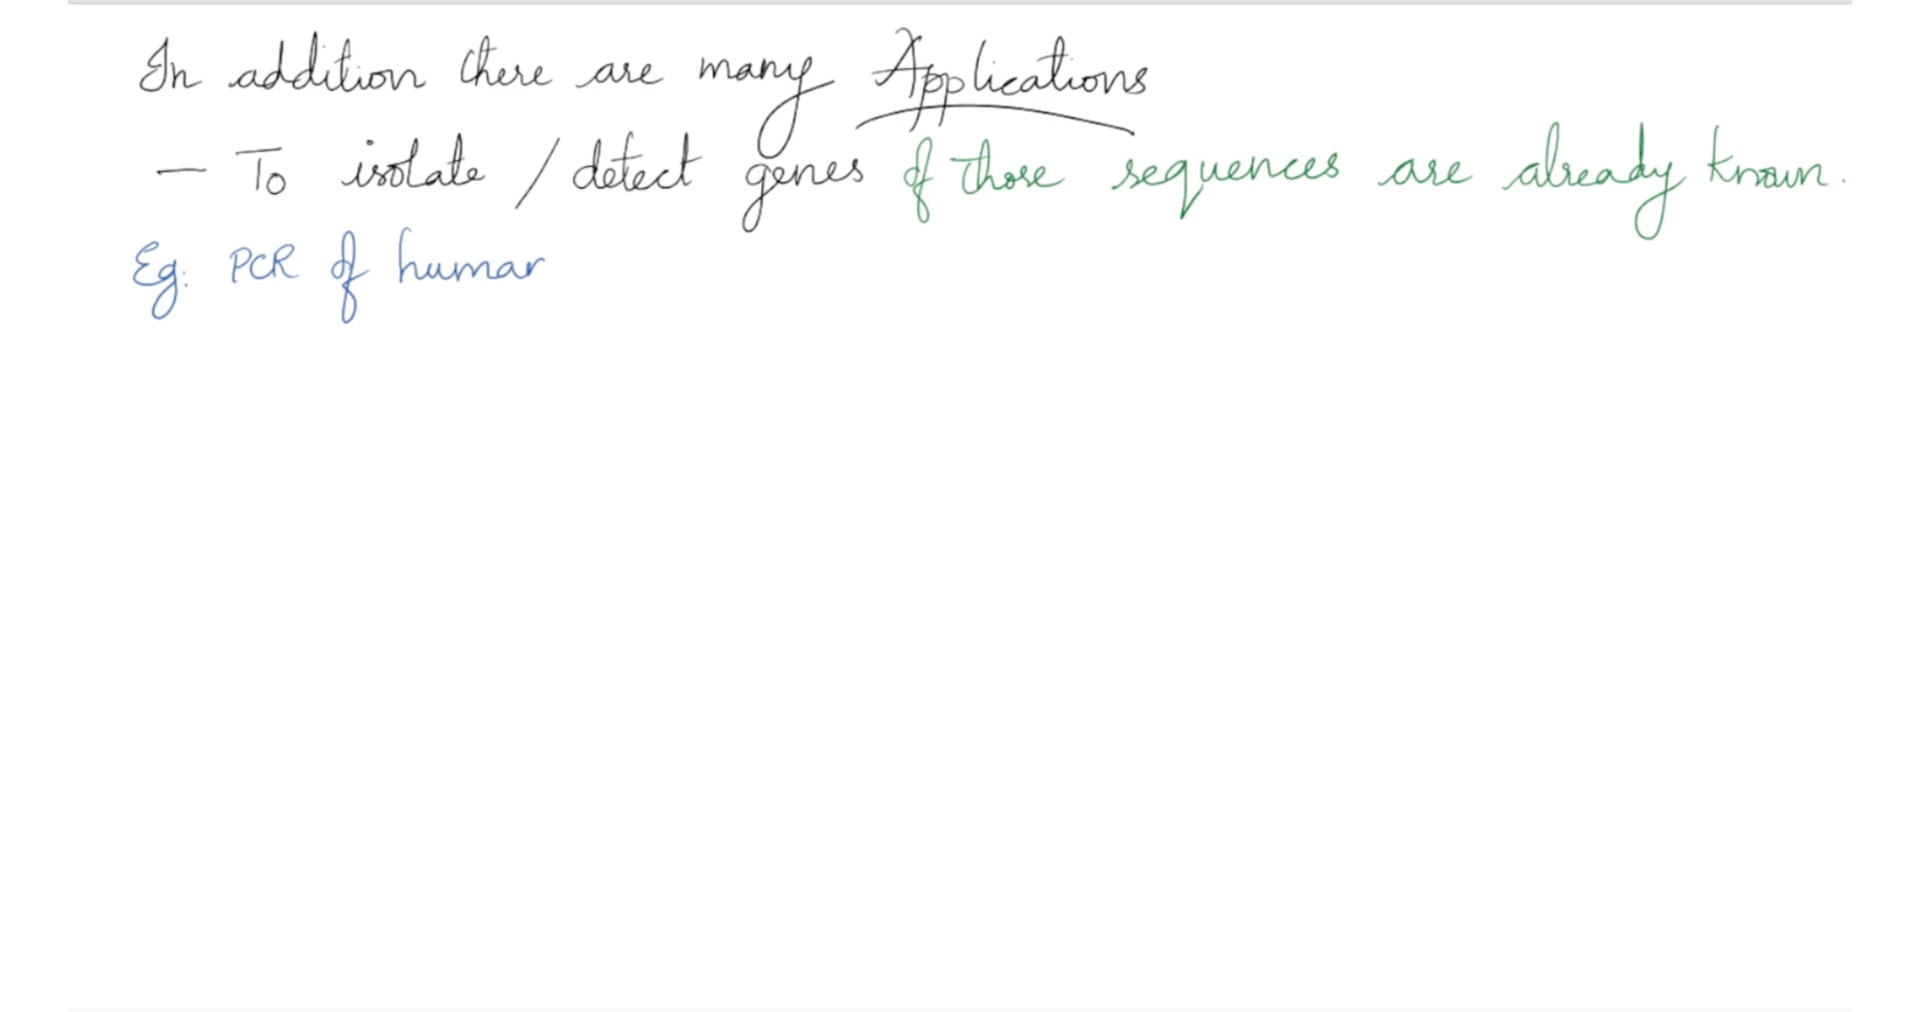 In addition there are many Applications
— To isolate / detect genes of those sequences are already known.
Eg: PCR of humar